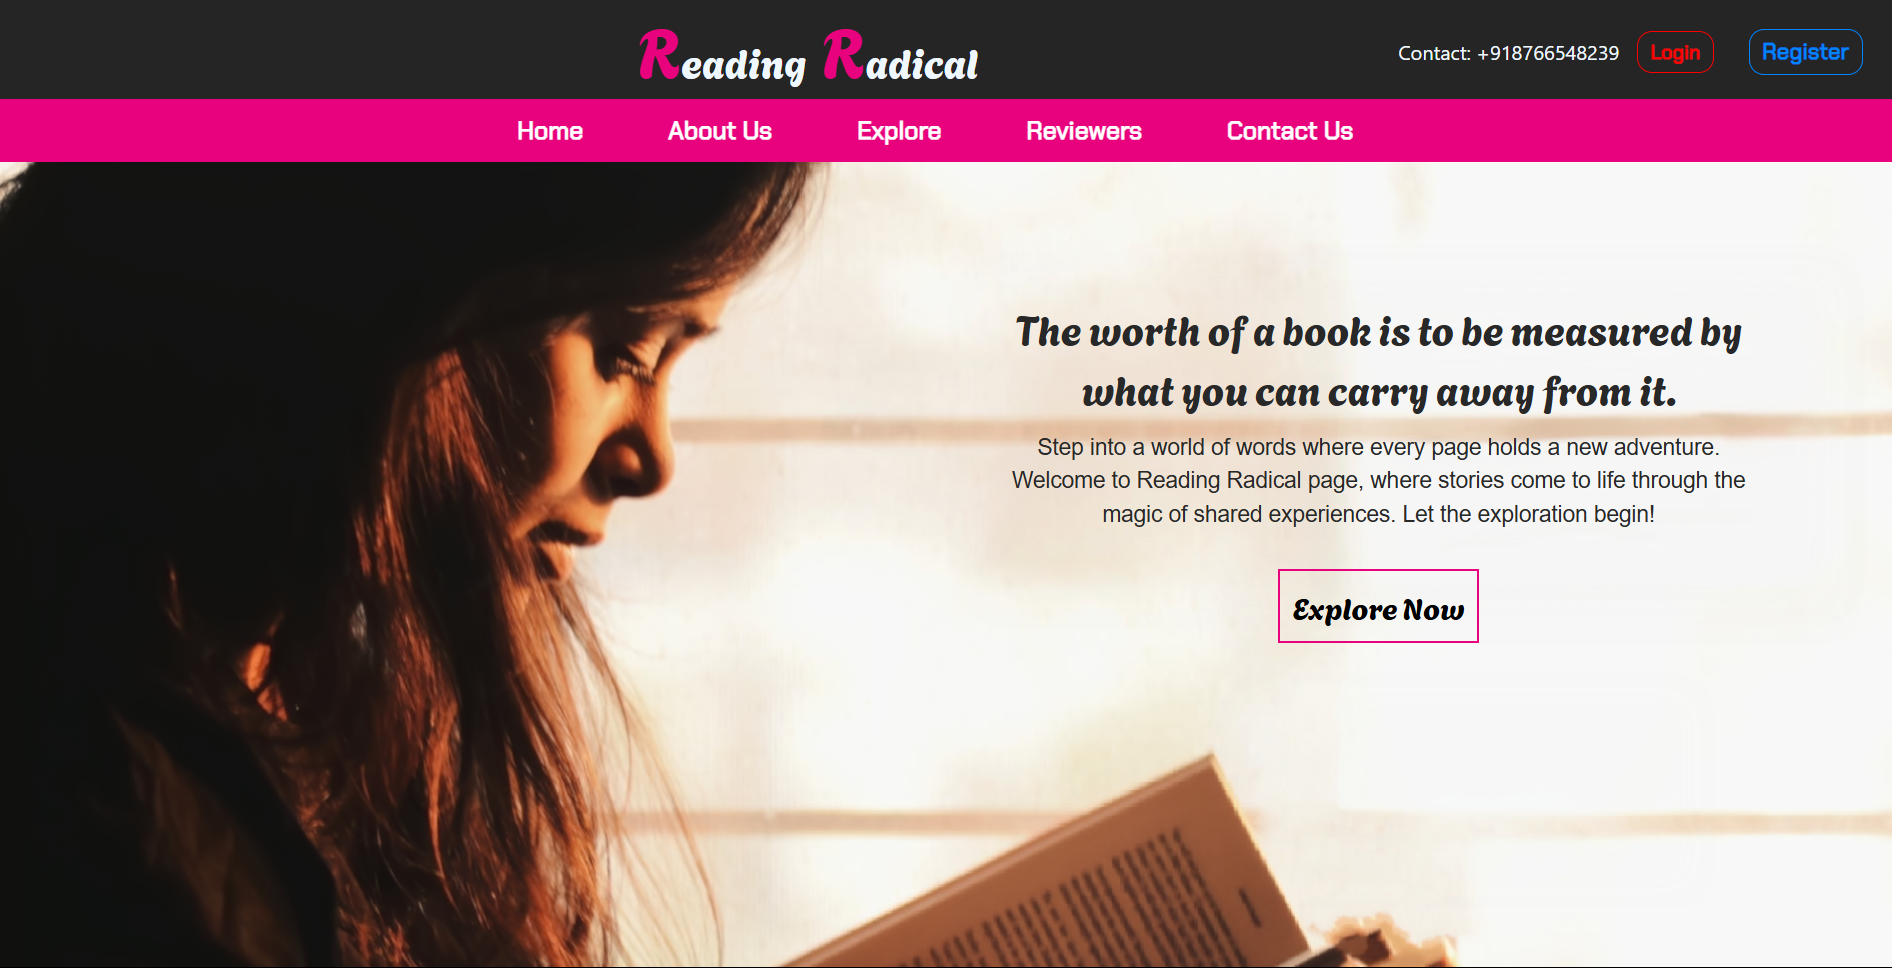 Reading Radical
Contact: +918766548239
Login
Register
Home
About Us
Explore
Reviewers
Contact Us
The worth of a book is to be measured by
what you can carry away from it.
Step into a world of words where every page holds a new adventure.
Welcome to Reading Radical page, where stories come to life through the
magic of shared experiences. Let the exploration begin!
Explore Now